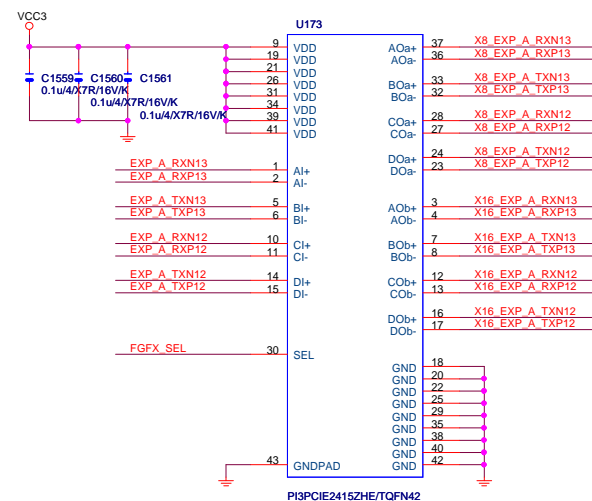 VCC3
U173
9 VDD AOa+ 37 X8_EXP_A_RXN13
19 VDD AOa- 36 X8_EXP_A_RXP13
21 VDD
26 VDD BOa+ 33 X8_EXP_A_TXN13
31 VDD BOa- 32 X8_EXP_A_TXP13
34 VDD
39 VDD COa+ 28 X8_EXP_A_RXN12
41 VDD COa- 27 X8_EXP_A_RXP12
C1559 C1560 C1561
0.1u/4/X7R/16V/K
0.1u/4/X7R/16V/K
0.1u/4/X7R/16V/K
DOa+ 24 X8_EXP_A_TXN12
DOa- 23 X8_EXP_A_TXP12
EXP_A_RXN13 1 AI+
EXP_A_RXP13 2 AI-
EXP_A_TXN13 5 BI+ AOb+ 3 X16_EXP_A_RXN13
EXP_A_TXP13 6 BI- AOb- 4 X16_EXP_A_RXP13
EXP_A_RXN12 10 CI+ BOb+ 7 X16_EXP_A_TXN13
EXP_A_RXP12 11 CI- BOb- 8 X16_EXP_A_TXP13
EXP_A_TXN12 14 DI+ COb+ 12 X16_EXP_A_RXN12
EXP_A_TXP12 15 DI- COb- 13 X16_EXP_A_RXP12
DOb+ 16 X16_EXP_A_TXN12
DOb- 17 X16_EXP_A_TXP12
FGFX_SEL 30 SEL
GND 18
GND 20
GND 22
GND 25
GND 29
GND 35
GND 38
GND 40
43 GNDPAD GND 42
PI3PCIE2415ZHE/TQFN42